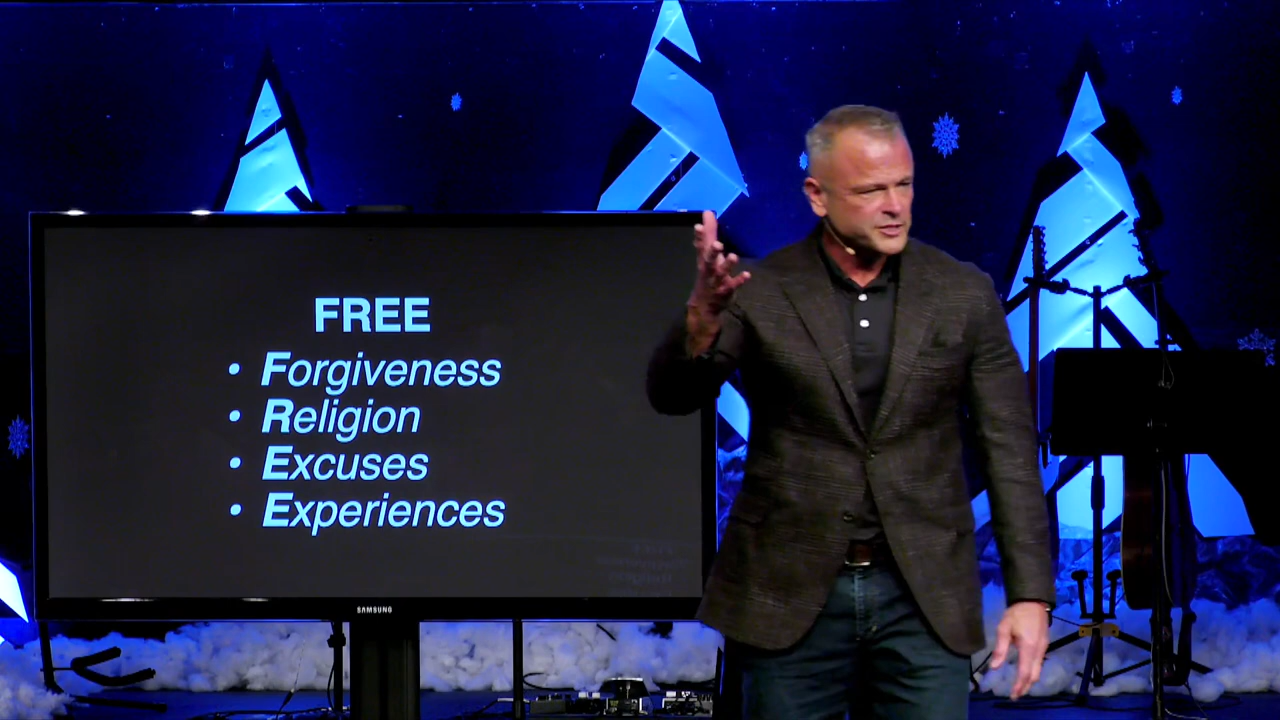 FREE
• Forgiveness
• Religion
• Excuses
• Experiences
SAMSUNG